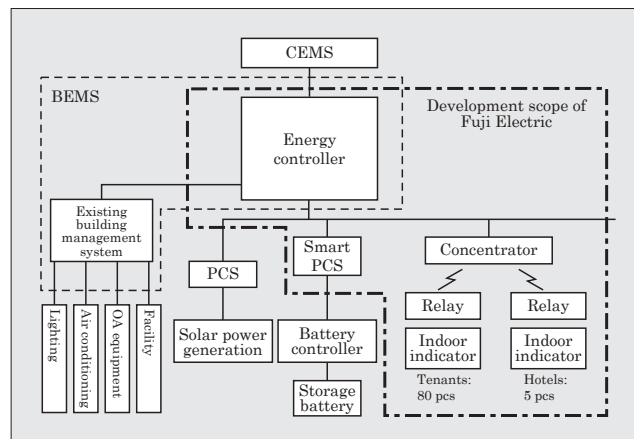 CEMS
BEMS
Development scope of
Fuji Electric
Energy
controller
Existing
building
management
system
PCS
Smart
PCS
Concentrator
Lighting
Air conditioning
OA equipment
Facility
Solar power
generation
Battery
controller
Storage
battery
Relay
Relay
Indoor
indicator
Indoor
indicator
Tenants:
80 pcs
Hotels:
5 pcs